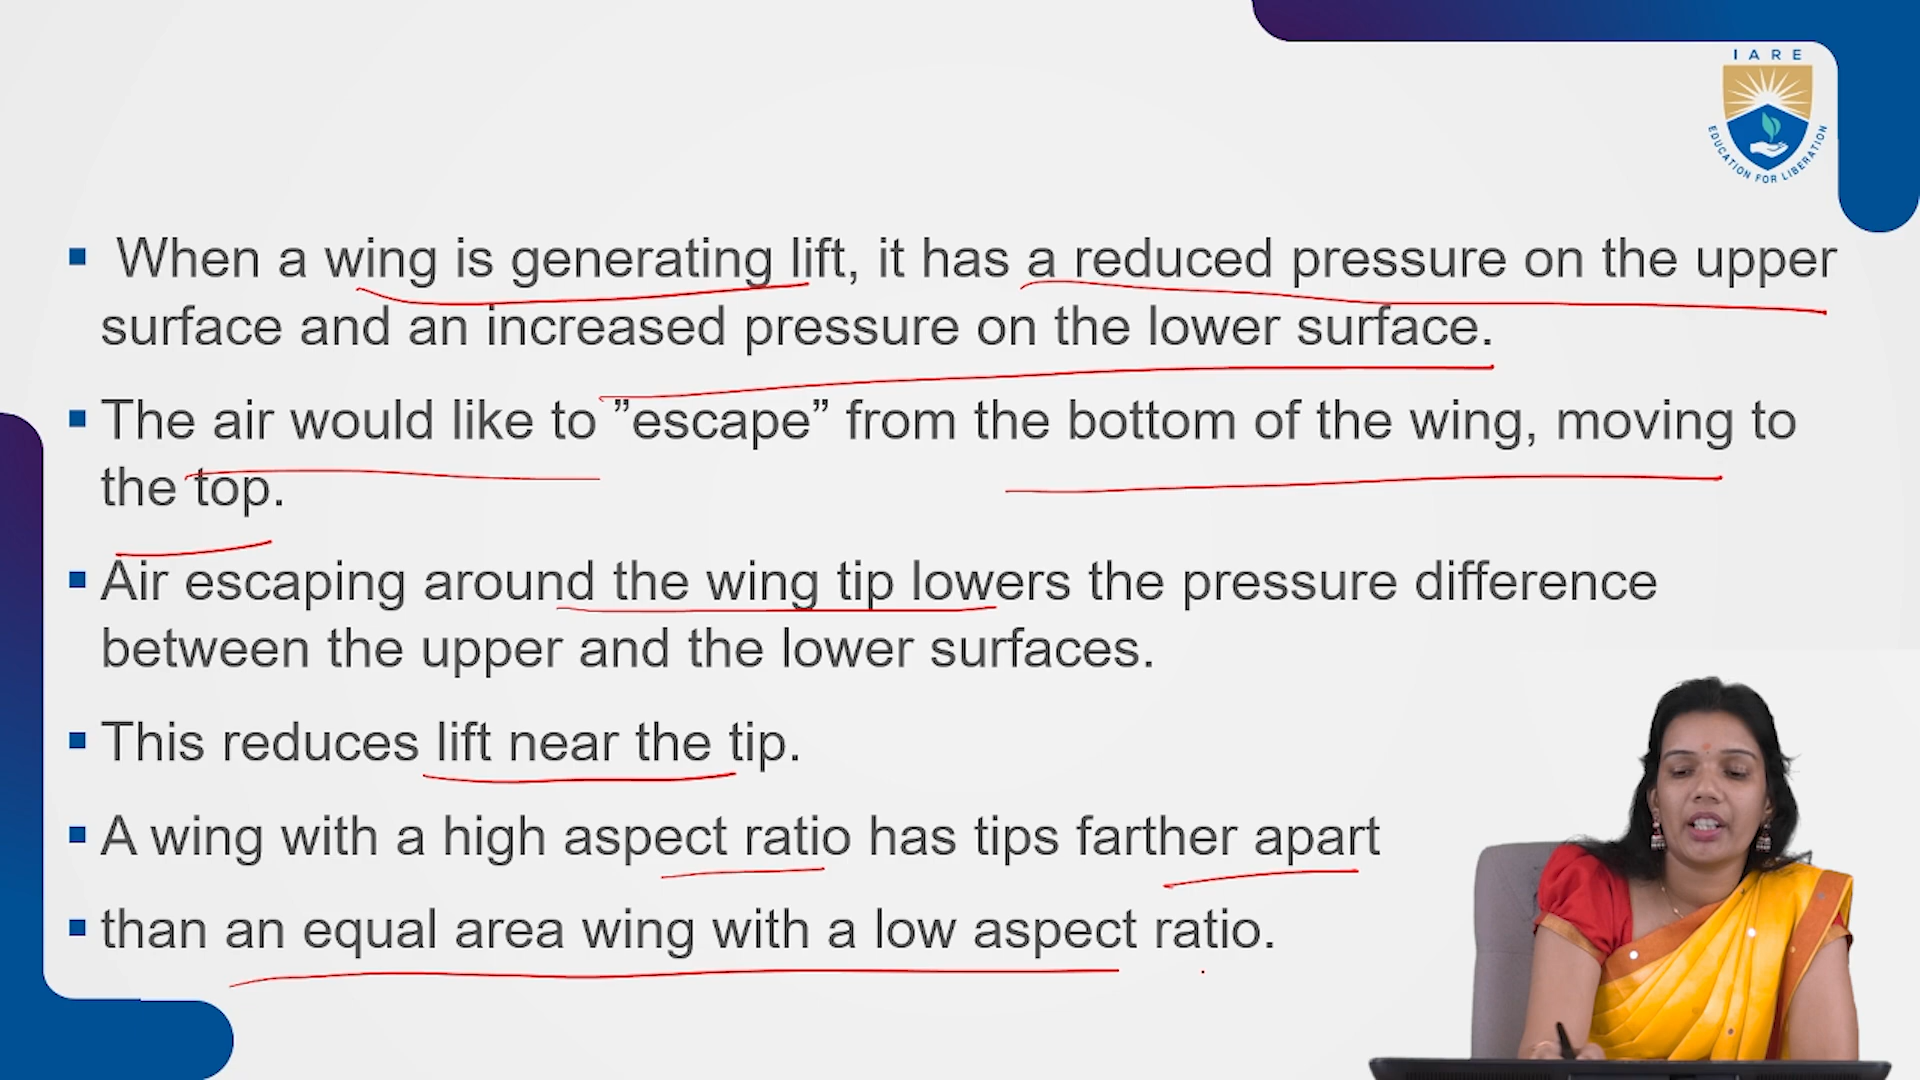 IARE
EDUCATION FOR LIBERATION
When a wing is generating lift, it has a reduced pressure on the upper
surface and an increased pressure on the lower surface.
The air would like to ”escape” from the bottom of the wing, moving to
the top.
Air escaping around the wing tip lowers the pressure difference
between the upper and the lower surfaces.
This reduces lift near the tip.
A wing with a high aspect ratio has tips farther apart
than an equal area wing with a low aspect ratio.